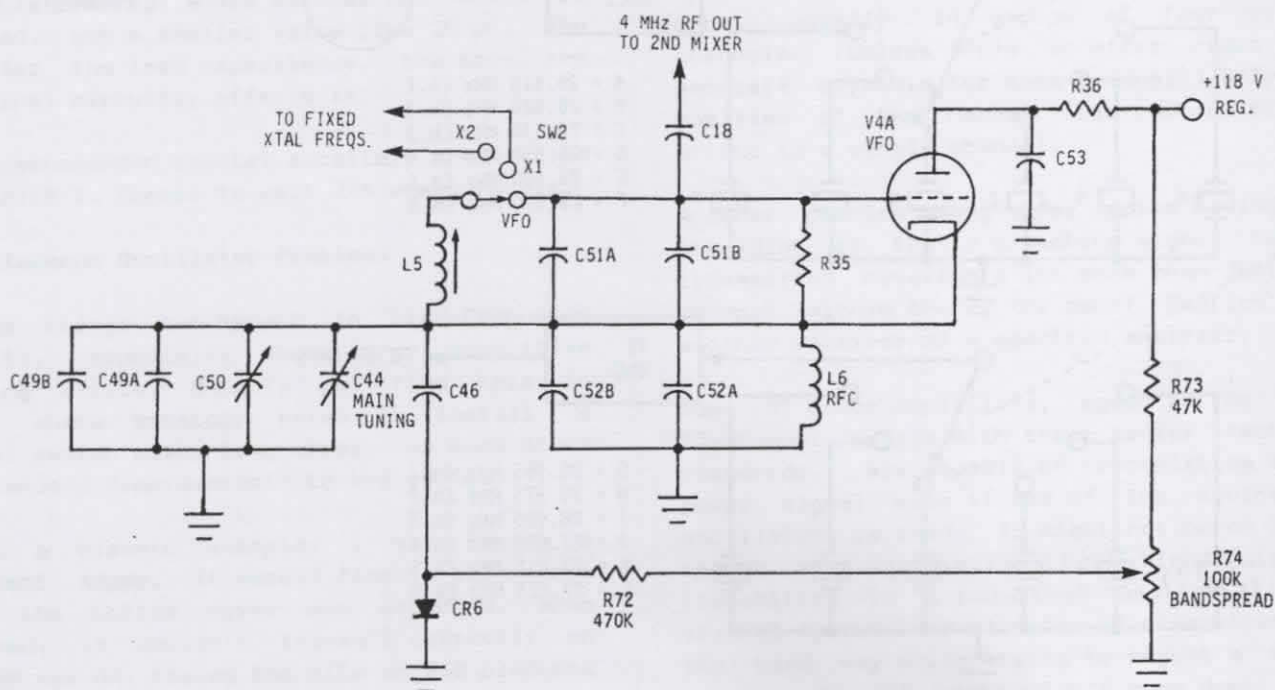 4 MHz RF OUT
TO 2ND MIXER
R36
+118 V
REG.
TO FIXED
XTAL FREQS.
X2
SW2
X1
C18
V4A
VFO
C53
VFO
L5
C51A
C51B
R35
C49B
C49A
C50
C44
MAIN
TUNING
C46
C52B
C52A
L6
RFC
R73
47K
R72
470K
R74
100K
BANDSPREAD
CR6